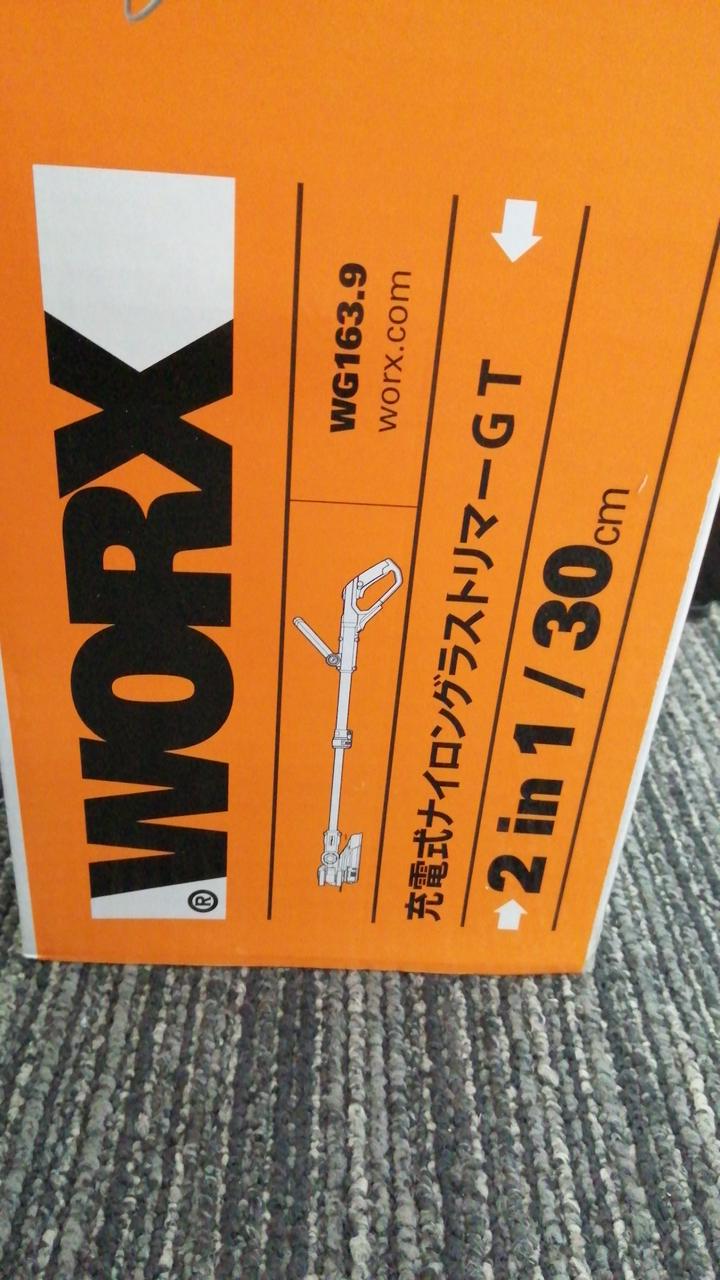 WORX®
WG163.9
worx.com
充電式ナイロングラストリマーGT
2 in 1 / 30cm